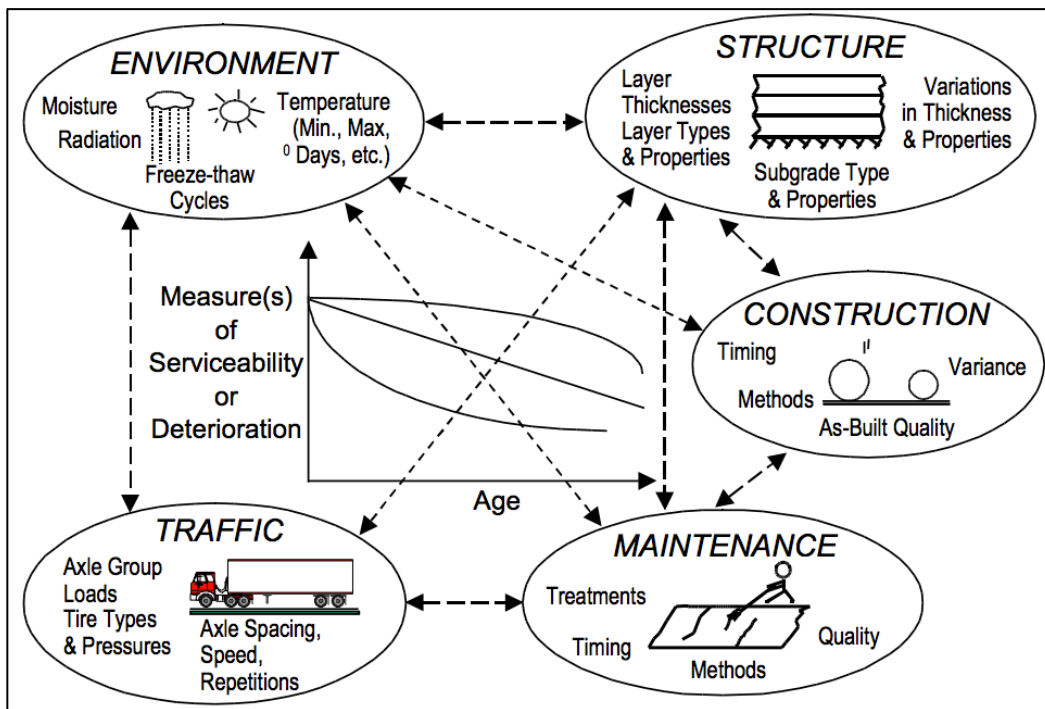 ENVIRONMENT
Moisture
Radiation
Temperature
(Min., Max,
⁰ Days, etc.)
Freeze-thaw
Cycles
STRUCTURE
Layer
Thicknesses
Layer Types
& Properties
Variations
in Thickness
& Properties
Subgrade Type
& Properties
Measure(s)
of
Serviceability
or
Deterioration
Age
CONSTRUCTION
Timing
Variance
Methods
As-Built Quality
TRAFFIC
Axle Group
Loads
Tire Types
& Pressures
Axle Spacing,
Speed,
Repetitions
MAINTENANCE
Treatments
Timing
Quality
Methods